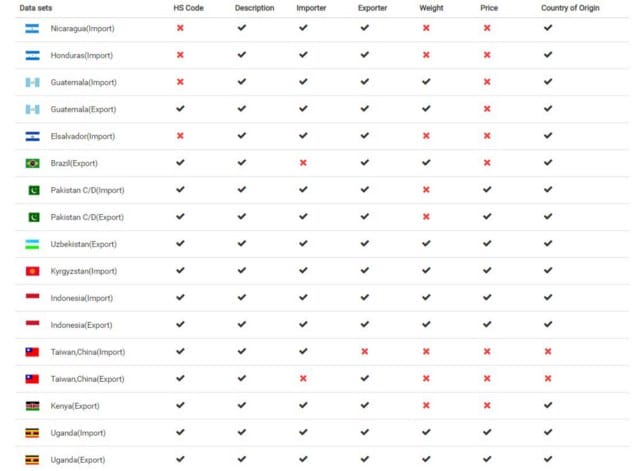 Data sets HS Code Description Importer Exporter Weight Price Country of Origin
Nicaragua(Import)
Honduras(Import)
Guatemala(Import)
Guatemala(Export)
Elsalvador(Import)
Brazil(Export)
Pakistan C/D(Import)
Pakistan C/D(Export)
Uzbekistan(Export)
Kyrgyzstan(Import)
Indonesia(Import)
Indonesia(Export)
Taiwan,China(Import)
Taiwan,China(Export)
Kenya(Export)
Uganda(Import)
Uganda(Export)